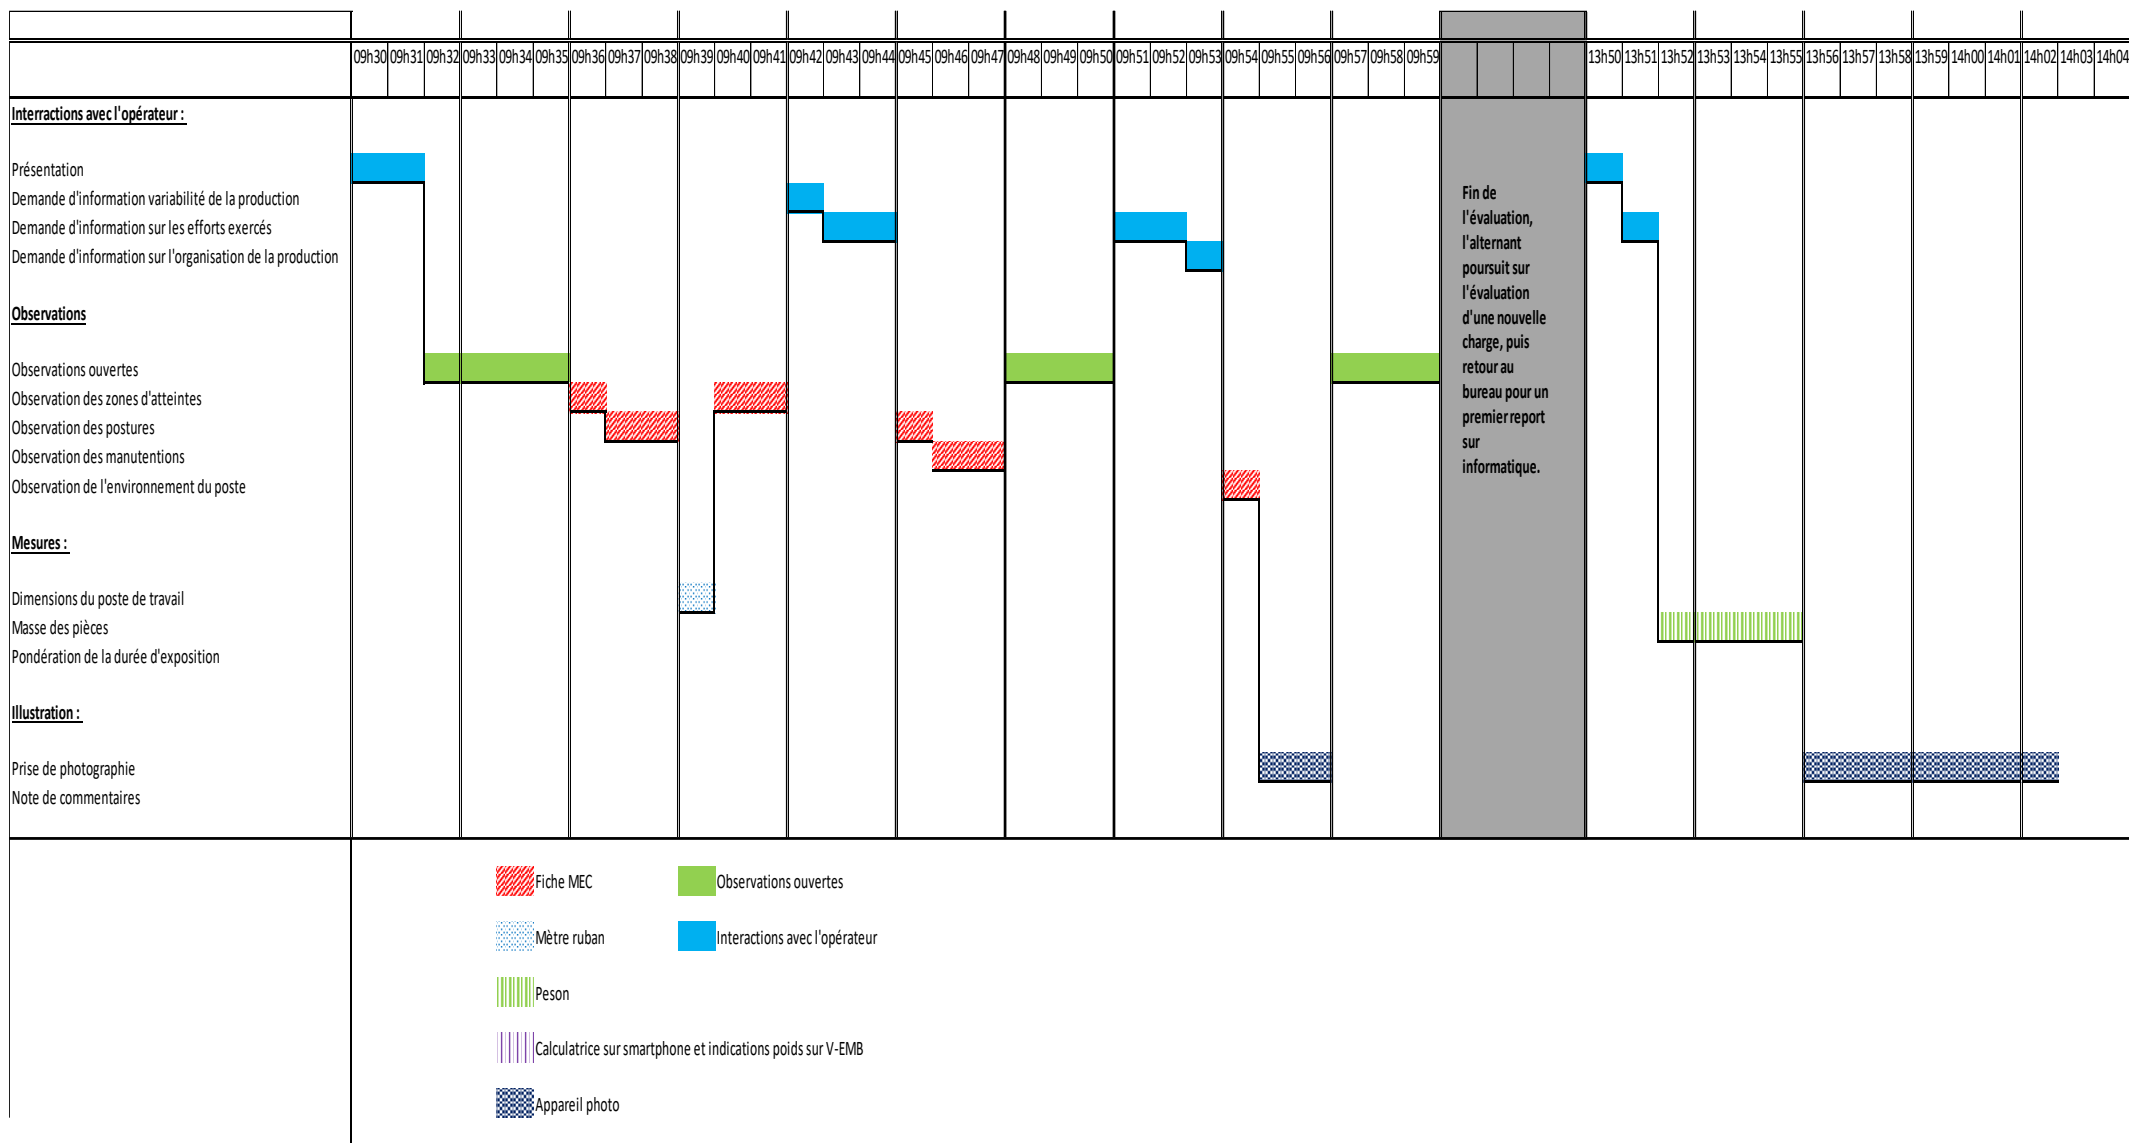 09h30 09h31 09h32 09h33 09h34 09h35 09h36 09h37 09h38 09h39 09h40 09h41 09h42 09h43 09h44 09h45 09h46 09h47 09h48 09h49 09h50 09h51 09h52 09h53 09h54 09h55 09h56 09h57 09h58 09h59 13h50 13h51 13h52 13h53 13h54 13h55 13h56 13h57 13h58 13h59 14h00 14h01 14h02 14h03 14h04
Interractions avec l'opérateur :
Présentation
Demande d'information variabilité de la production
Demande d'information sur les efforts exercés
Demande d'information sur l'organisation de la production
Observations
Observations ouvertes
Observation des zones d'atteintes
Observation des postures
Observation des manutentions
Observation de l'environnement du poste
Mesures :
Dimensions du poste de travail
Masse des pièces
Pondération de la durée d'exposition
Illustration :
Prise de photographie
Note de commentaires
Fin de
l'évaluation,
l'alternant
poursuit sur
l'évaluation
d'une nouvelle
charge, puis
retour au
bureau pour un
premier report
sur
informatique.
Fiche MEC
Observations ouvertes
Mètre ruban
Interactions avec l'opérateur
Peson
Calculatrice sur smartphone et indications poids sur V-EMB
Appareil photo